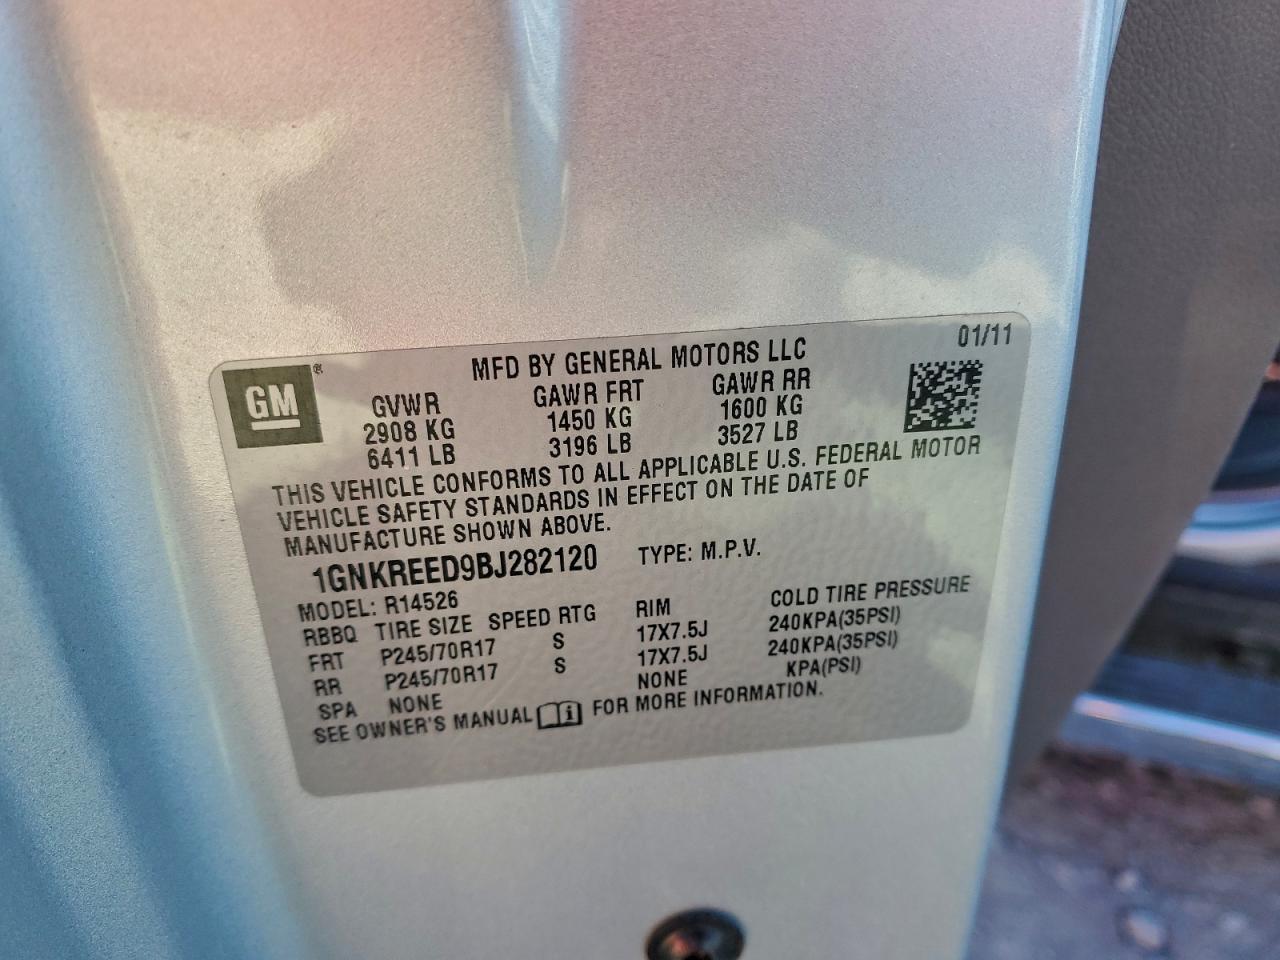 01/11
MFD BY GENERAL MOTORS LLC
GM®
GVWR GAWR FRT GAWR RR
2908 KG 1450 KG 1600 KG
6411 LB 3196 LB 3527 LB
THIS VEHICLE CONFORMS TO ALL APPLICABLE U.S. FEDERAL MOTOR
VEHICLE SAFETY STANDARDS IN EFFECT ON THE DATE OF
MANUFACTURE SHOWN ABOVE.
1GNKREED9BJ282120 TYPE: M.P.V.
MODEL: R14526
RBBQ TIRE SIZE SPEED RTG RIM COLD TIRE PRESSURE
FRT P245/70R17 S 17X7.5J 240KPA(35PSI)
RR P245/70R17 S 17X7.5J 240KPA(35PSI)
SPA NONE NONE KPA(PSI)
SEE OWNER'S MANUAL i FOR MORE INFORMATION.